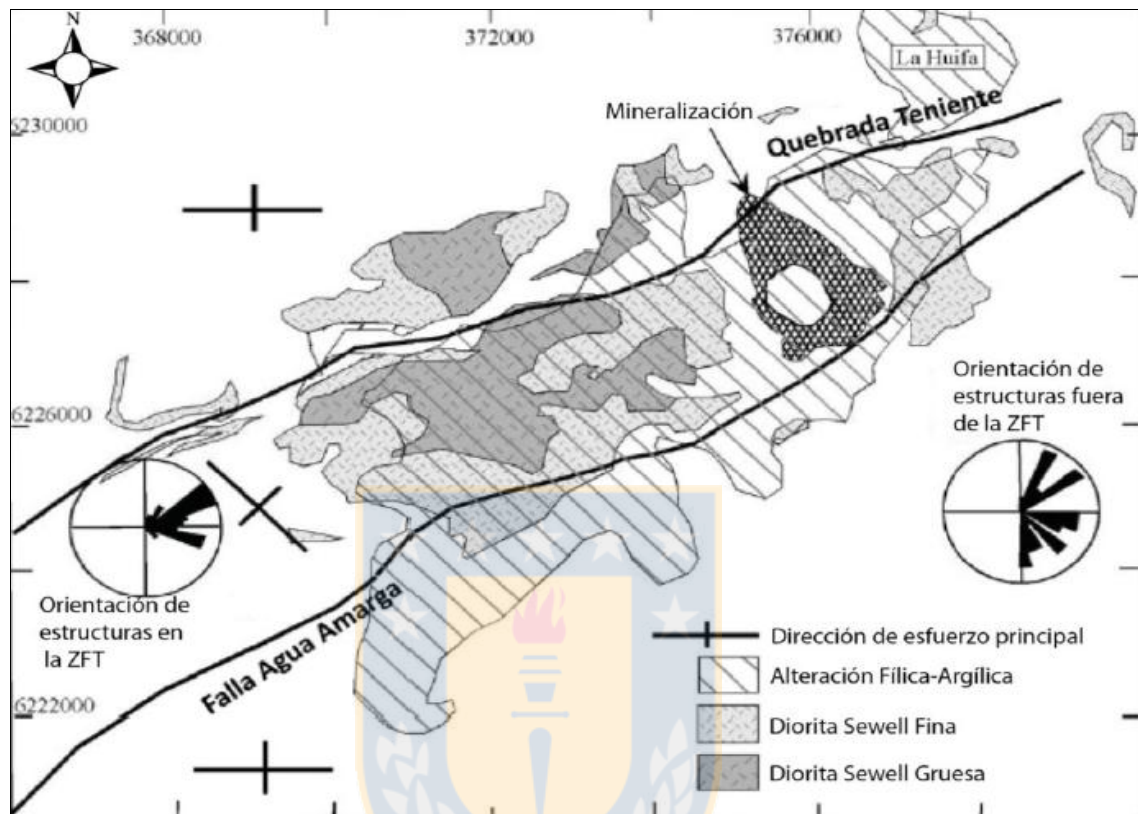 N
368000
372000
376000
La Huifa
6230000
Mineralización
Quebrada Teniente
6226000
Orientación de
estructuras fuera
de la ZFT
Orientación de
estructuras en
la ZFT
Falla Agua Amarga
6222000
Dirección de esfuerzo principal
Alteración Fílica-Argílica
Diorita Sewell Fina
Diorita Sewell Gruesa